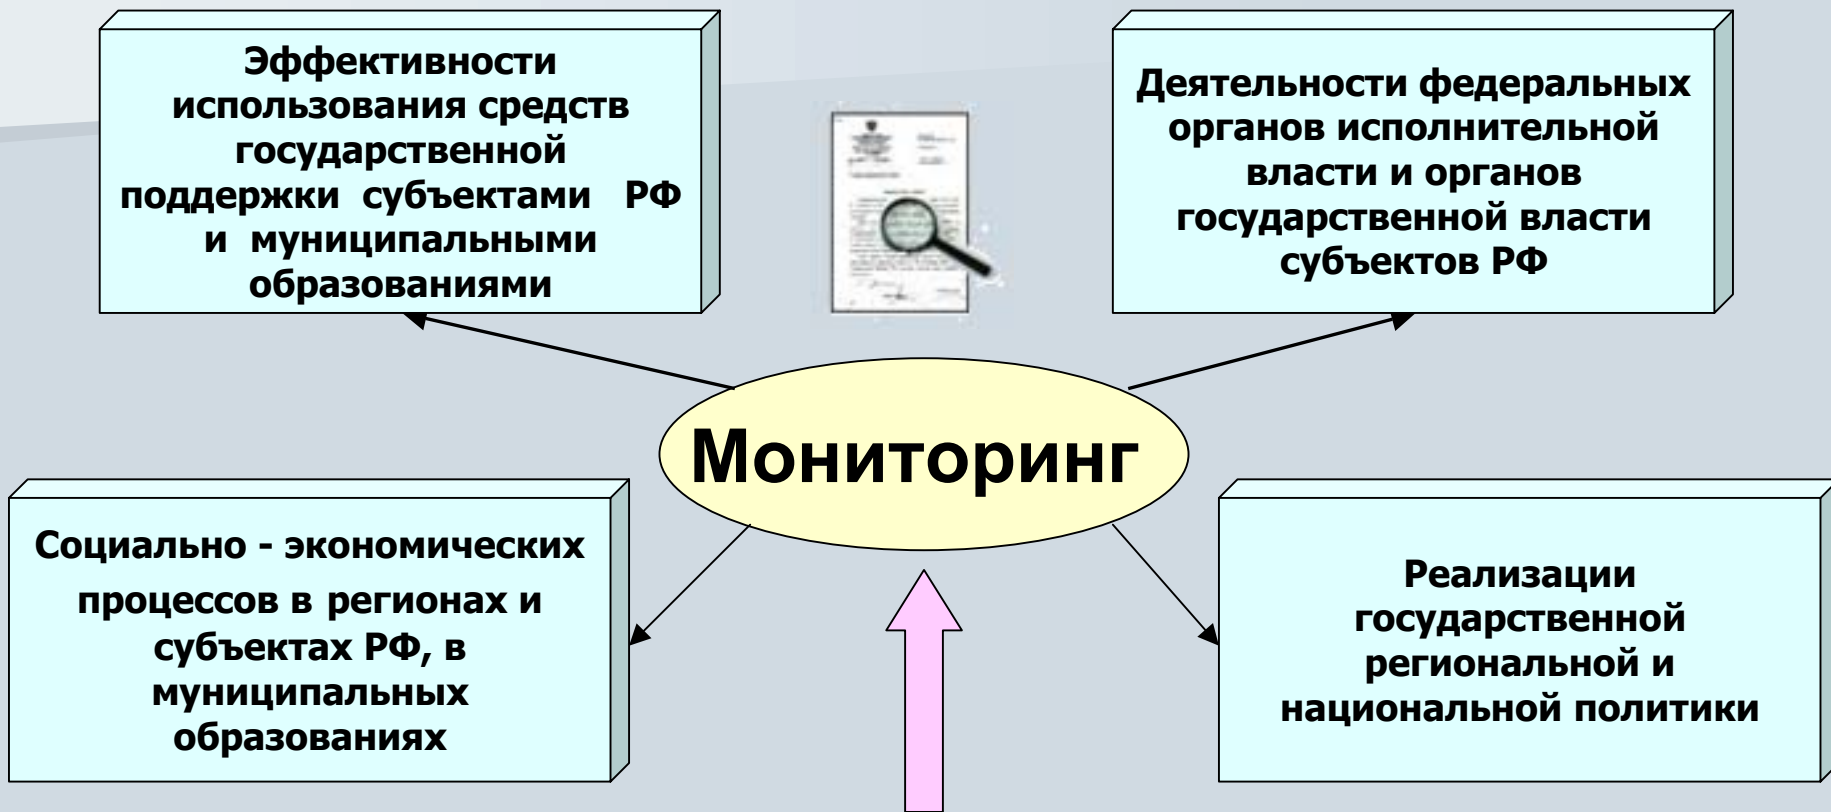 Эффективности
использования средств
государственной
поддержки субъектами РФ
и муниципальными
образованиями
Деятельности федеральных
органов исполнительной
власти и органов
государственной власти
субъектов РФ
Мониторинг
Социально - экономических
процессов в регионах и
субъектах РФ, в
муниципальных
образованиях
Реализации
государственной
региональной и
национальной политики